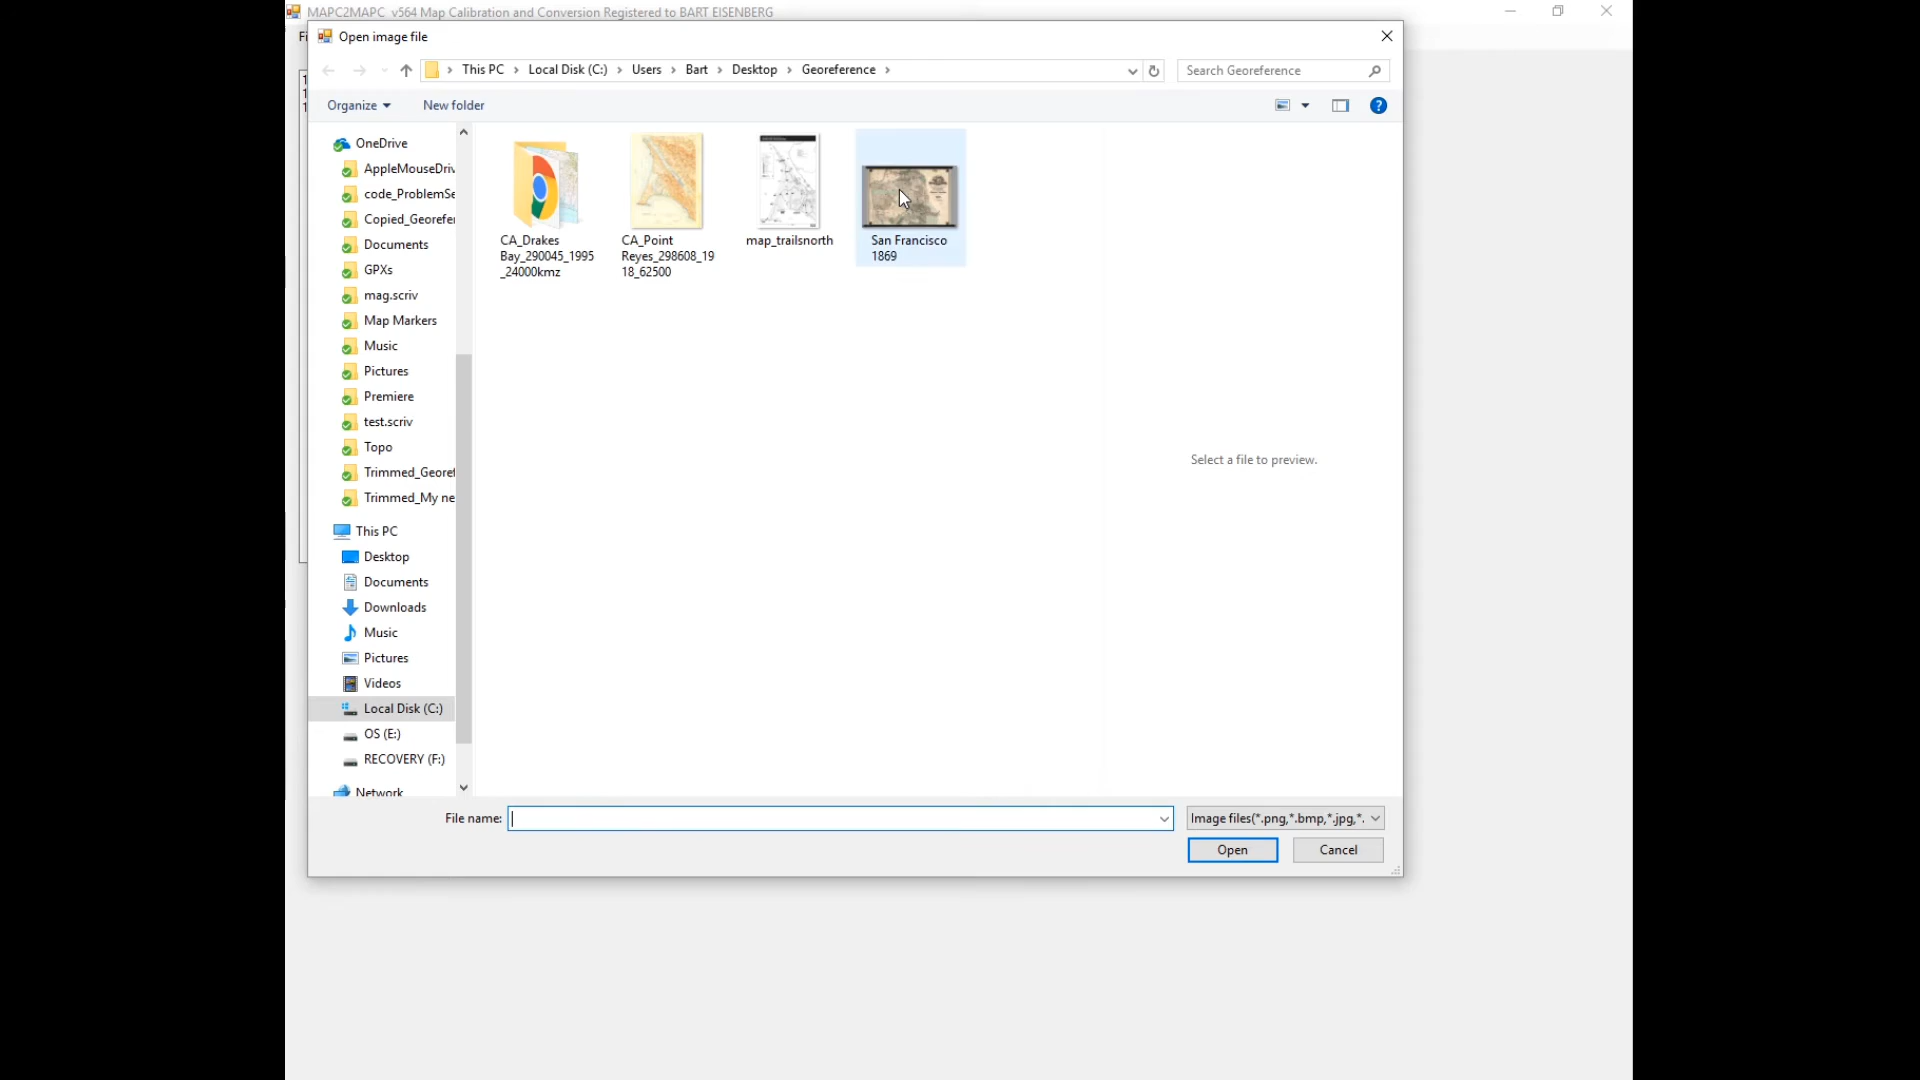 MAPC2MAPC v564 Map Calibration and Conversion Registered to BART EISENBERG
Open image file
This PC > Local Disk (C:) > Users > Bart > Desktop > Georeference >
Search Georeference
Organize
New folder
OneDrive
AppleMouseDriv
code_ProblemSe
Copied_Georefer
Documents
GPXs
mag.scriv
Map Markers
Music
Pictures
Premiere
test.scriv
Topo
Trimmed_Georef
Trimmed_My ne
This PC
Desktop
Documents
Downloads
Music
Pictures
Videos
Local Disk (C:)
OS (E:)
RECOVERY (F:)
Network
CA_Drakes
Bay_290045_1995
_24000kmz
CA_Point
Reyes_298608_19
18_62500
map_trailsnorth
San Francisco
1869
Select a file to preview.
File name:
Image files(*.png,*.bmp,*.jpg,*.
Open
Cancel